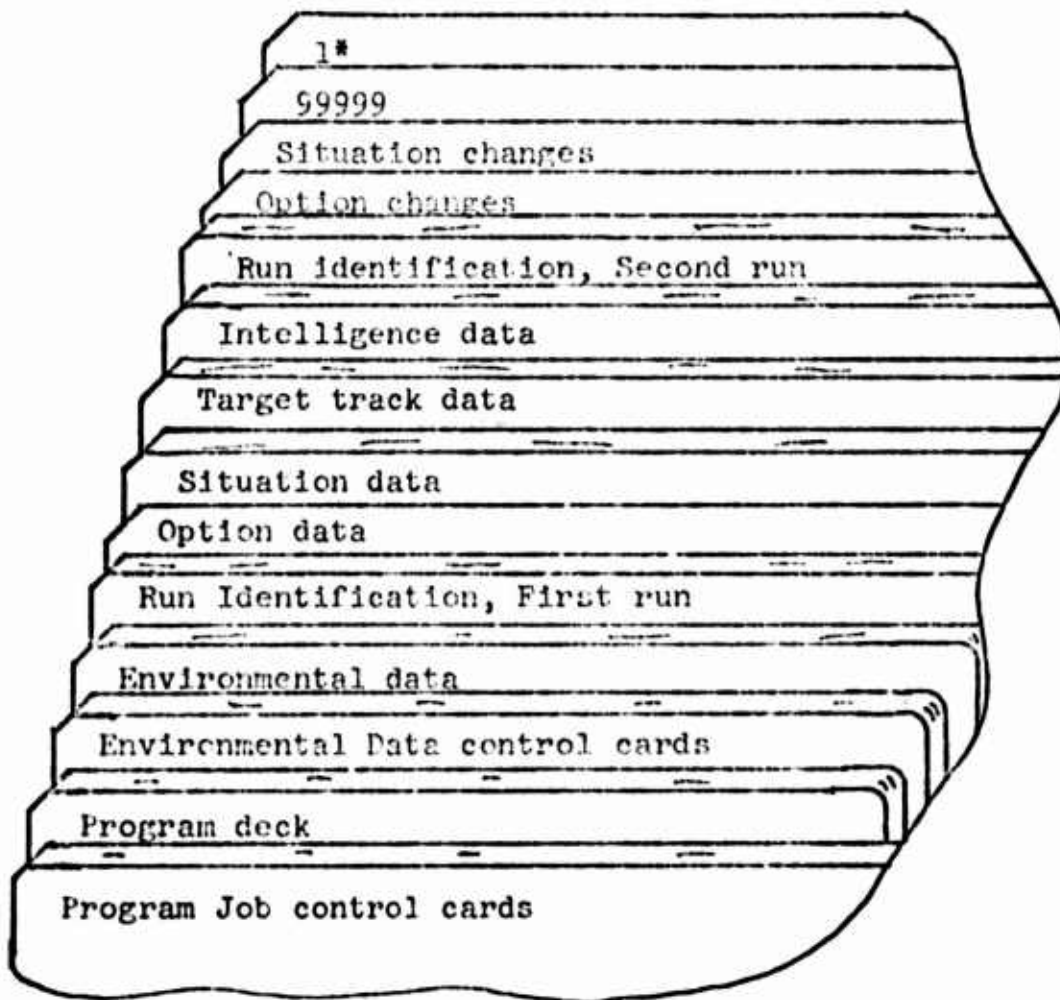 1*
99999
Situation changes
Option changes
Run identification, Second run
Intelligence data
Target track data
Situation data
Option data
Run Identification, First run
Environmental data
Environmental Data control cards
Program deck
Program Job control cards